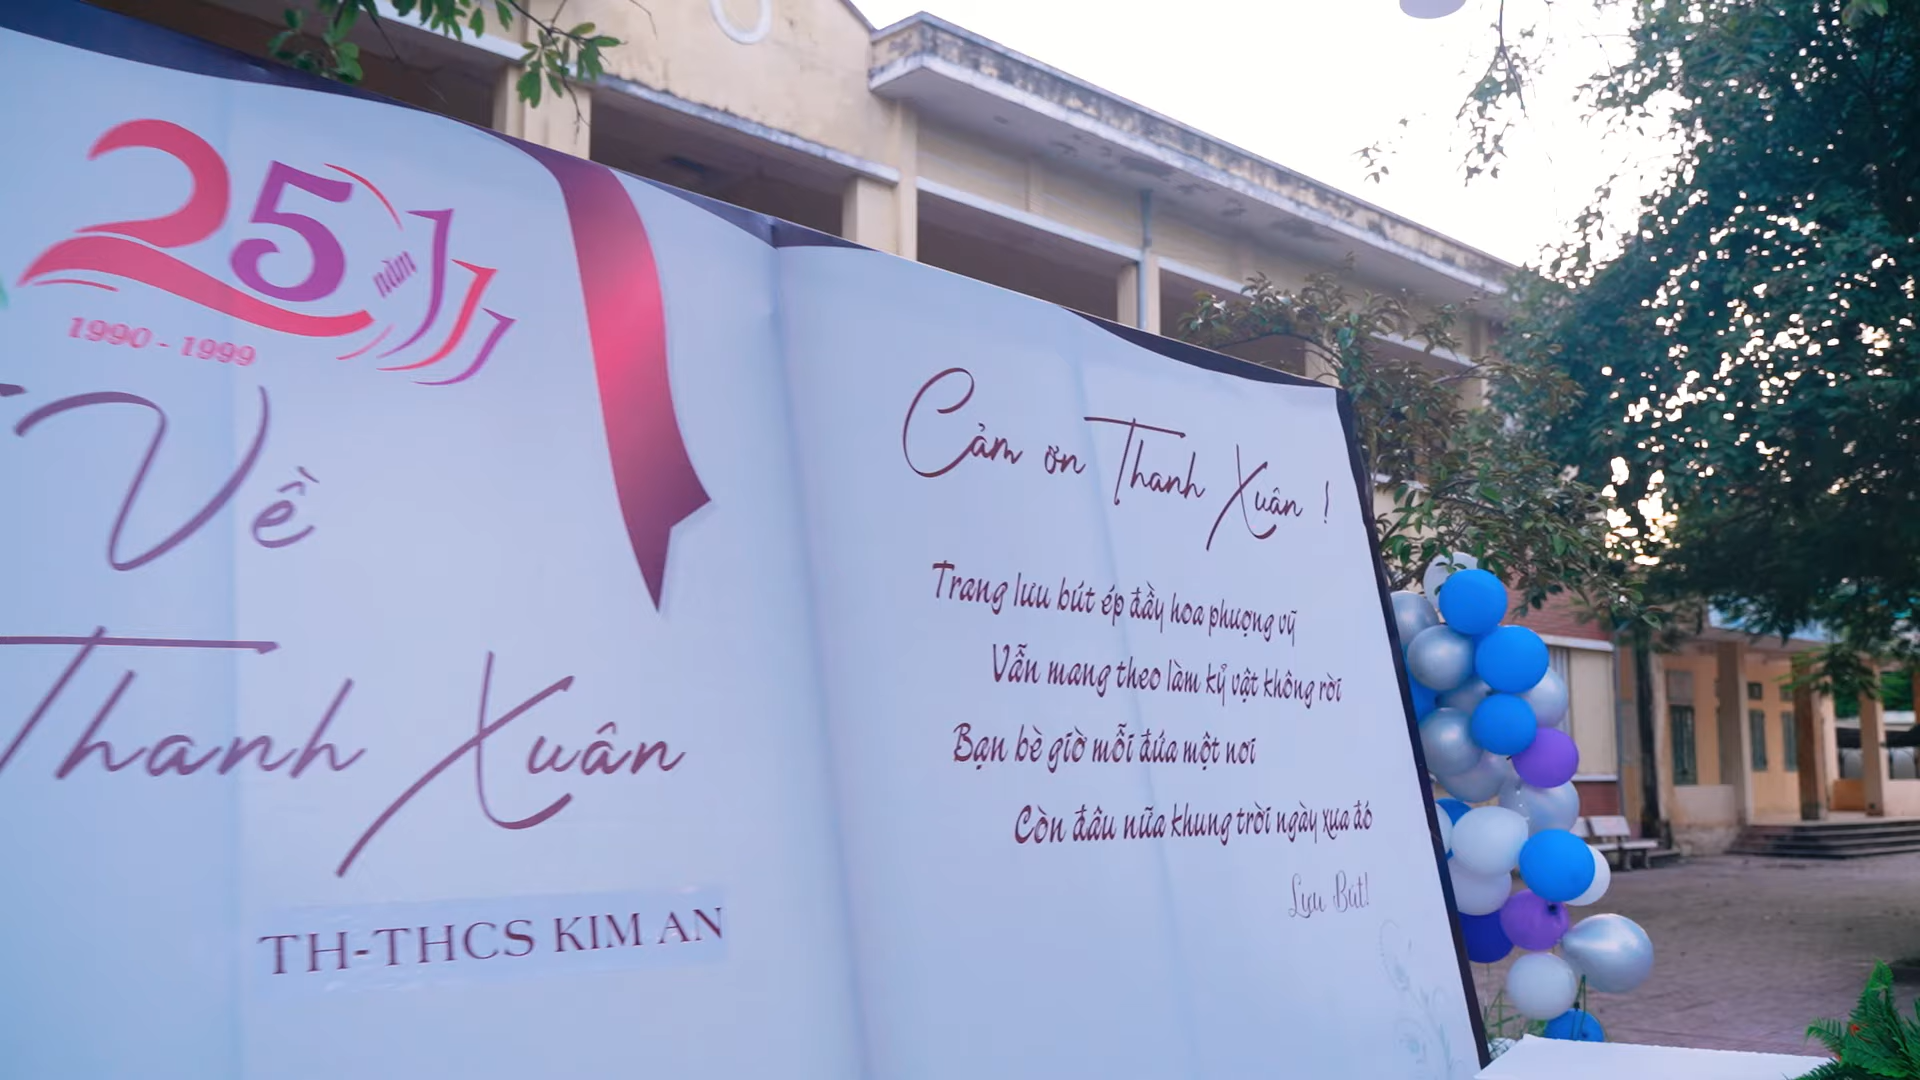 25 năm
1990 - 1999
Về
Thanh Xuân
TH-THCS KIM AN
Cảm ơn Thanh Xuân !
Trang lưu bút ép đầy hoa phượng vỹ
Vẫn mang theo làm kỷ vật không rời
Bạn bè giờ mỗi đứa một nơi
Còn đâu nữa khung trời ngày xưa đó
Lưu Bút!